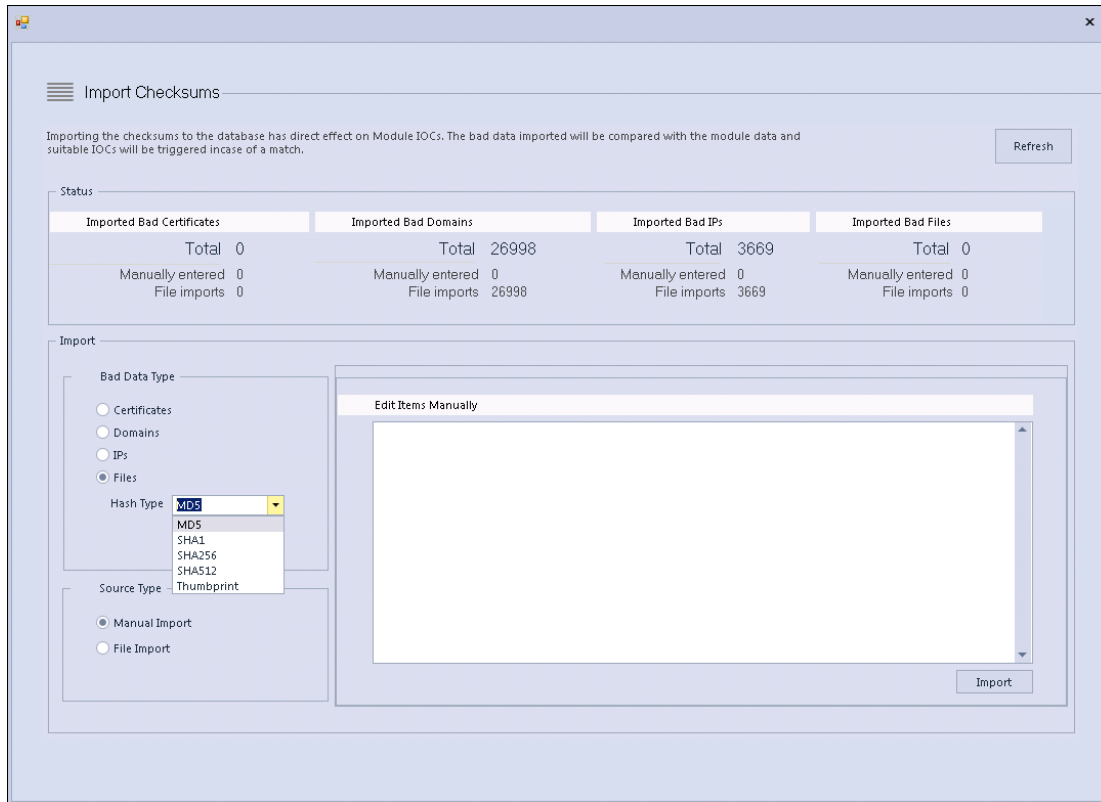 Import Checksums
Importing the checksums to the database has direct effect on Module IOCs. The bad data imported will be compared with the module data and
suitable IOCs will be triggered incase of a match.
Refresh
Status
Imported Bad Certificates
Total 0
Manually entered 0
File imports 0
Imported Bad Domains
Total 26998
Manually entered 0
File imports 26998
Imported Bad IPs
Total 3669
Manually entered 0
File imports 3669
Imported Bad Files
Total 0
Manually entered 0
File imports 0
Import
Bad Data Type
Certificates
Domains
IPs
Files
Hash Type MD5
MD5
SHA1
SHA256
SHA512
Thumbprint
Source Type
Manual Import
File Import
Edit Items Manually
Import